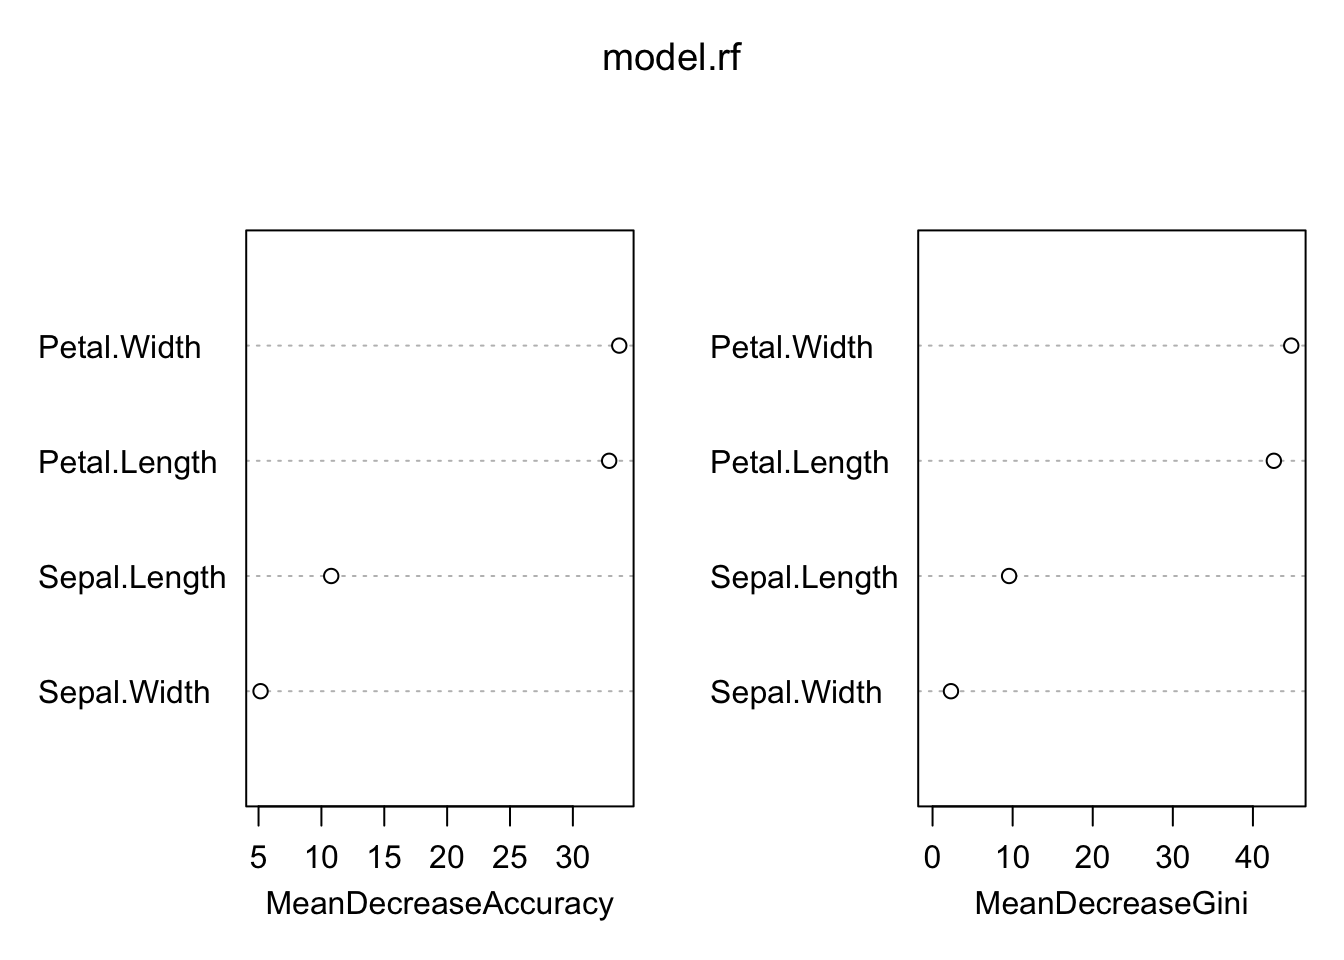 model.rf
Petal.Width
Petal.Length
Sepal.Length
Sepal.Width
5 10 15 20 25 30
MeanDecreaseAccuracy
Petal.Width
Petal.Length
Sepal.Length
Sepal.Width
0 10 20 30 40
MeanDecreaseGini